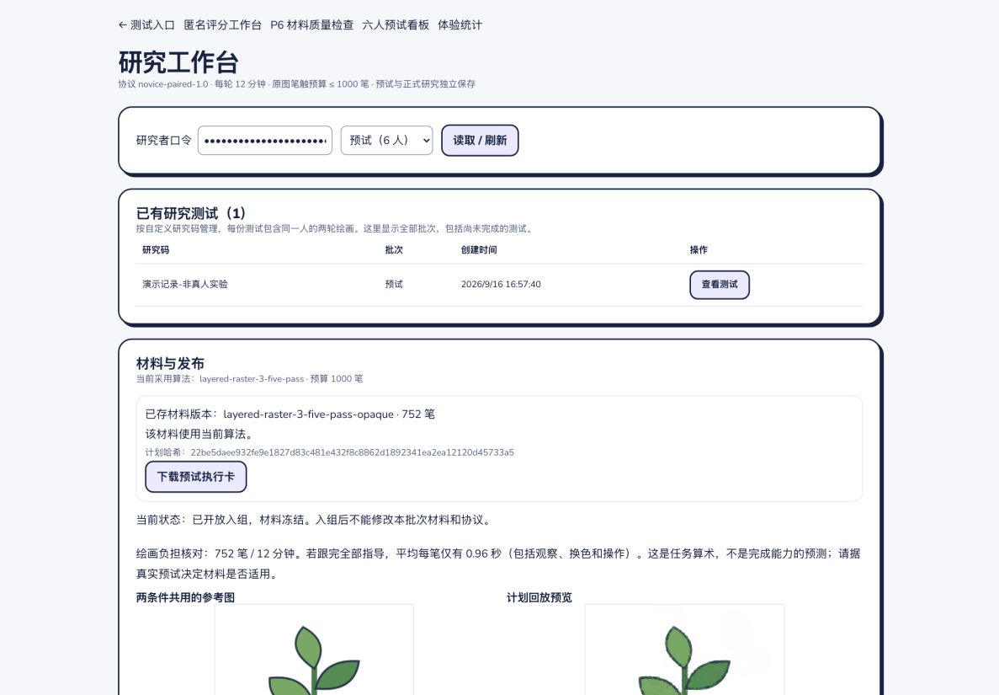 ← 测试入口 匿名评分工作台 P6 材料质量检查 六人预试看板 体验统计
研究工作台
协议 novice-paired-1.0 · 每轮 12 分钟 · 原图笔触预算 ≤ 1000 笔 · 预试与正式研究独立保存
研究者口令 预试（6 人） 读取 / 刷新
已有研究测试（1）
按自定义研究码管理，每份测试包含同一人的两轮绘画。这里显示全部批次，包括尚未完成的测试。
研究码 批次 创建时间 操作
演示记录-非真人实验 预试 2026/9/16 16:57:40 查看测试
材料与发布
当前采用算法：layered-raster-3-five-pass · 预算 1000 笔
已存材料版本：layered-raster-3-five-pass-opaque · 752 笔
该材料使用当前算法。
计划哈希：22be5daee932fe9e1827d83c481e432f8c8862d1892341ea2ea12120d45733a5
下载预试执行卡
当前状态：已开放入组，材料冻结。入组后不能修改本批次材料和协议。
绘画负担核对：752 笔 / 12 分钟。若跟完全部指导，平均每笔仅有 0.96 秒（包括观察、换色和操作）。这是任务算术，不是完成能力的预测；请据
真实预试决定材料是否适用。
两条件共用的参考图 计划回放预览